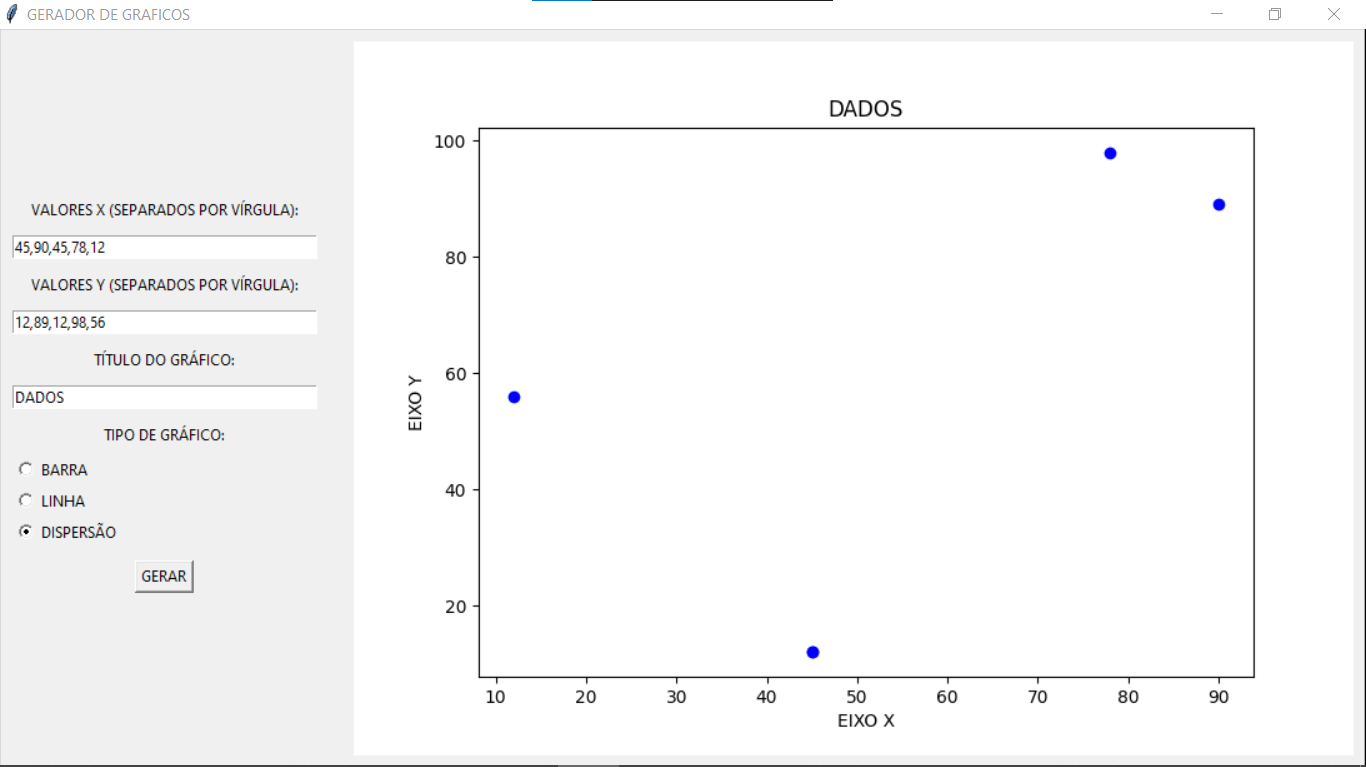 GERADOR DE GRAFICOS
VALORES X (SEPARADOS POR VÍRGULA):
45,90,45,78,12
VALORES Y (SEPARADOS POR VÍRGULA):
12,89,12,98,56
TÍTULO DO GRÁFICO:
DADOS
TIPO DE GRÁFICO:
BARRA
LINHA
DISPERSÃO
GERAR
DADOS
100
80
60
40
20
EIXO Y
10 20 30 40 50 60 70 80 90
EIXO X